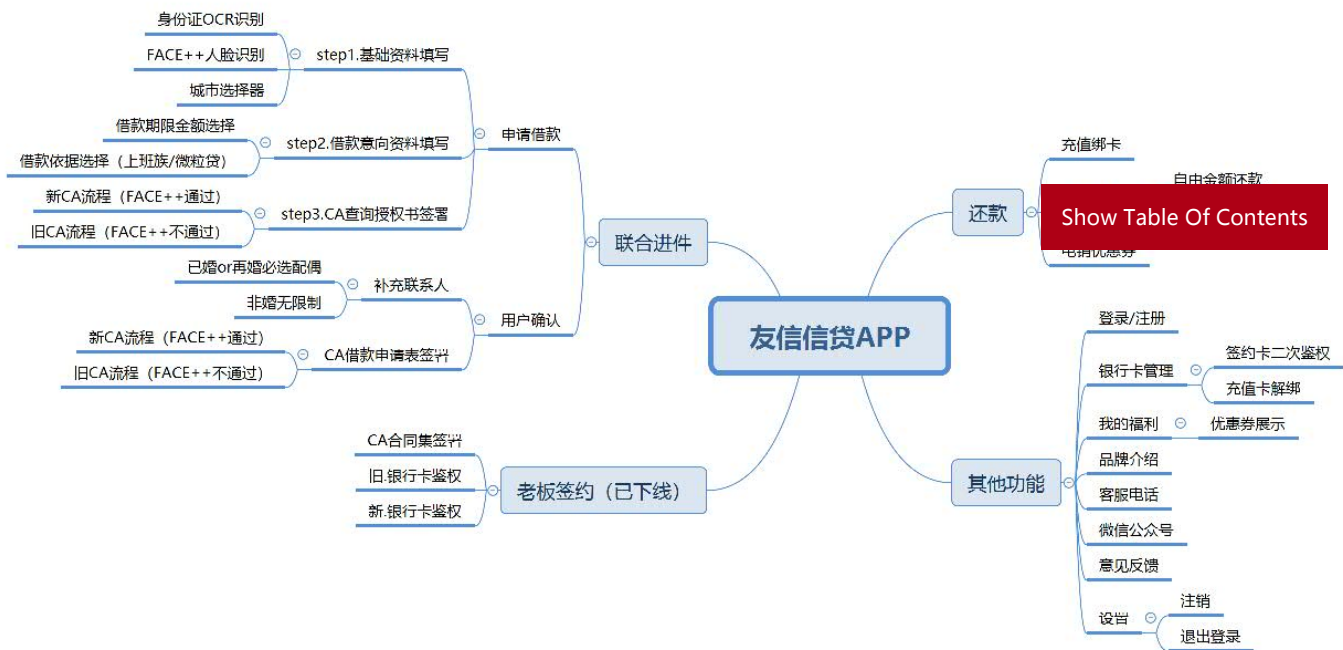 友信信贷APP
联合进件
申请借款
step1.基础资料填写
身份证OCR识别
FACE++人脸识别
城市选择器
step2.借款意向资料填写
借款期限金额选择
借款依据选择（上班族/微粒贷）
step3.CA查询授权书签署
新CA流程（FACE++通过）
旧CA流程（FACE++不通过）
用户确认
补充联系人
已婚or再婚必选配偶
非婚无限制
CA借款申请表签署
新CA流程（FACE++通过）
旧CA流程（FACE++不通过）
老板签约（已下线）
CA合同集签署
旧.银行卡鉴权
新.银行卡鉴权
还款
充值绑卡
自由金额还款
Show Table Of Contents
电销优惠券
其他功能
登录/注册
银行卡管理
签约卡二次鉴权
充值卡解绑
我的福利
优惠券展示
品牌介绍
客服电话
微信公众号
意见反馈
设置
注销
退出登录